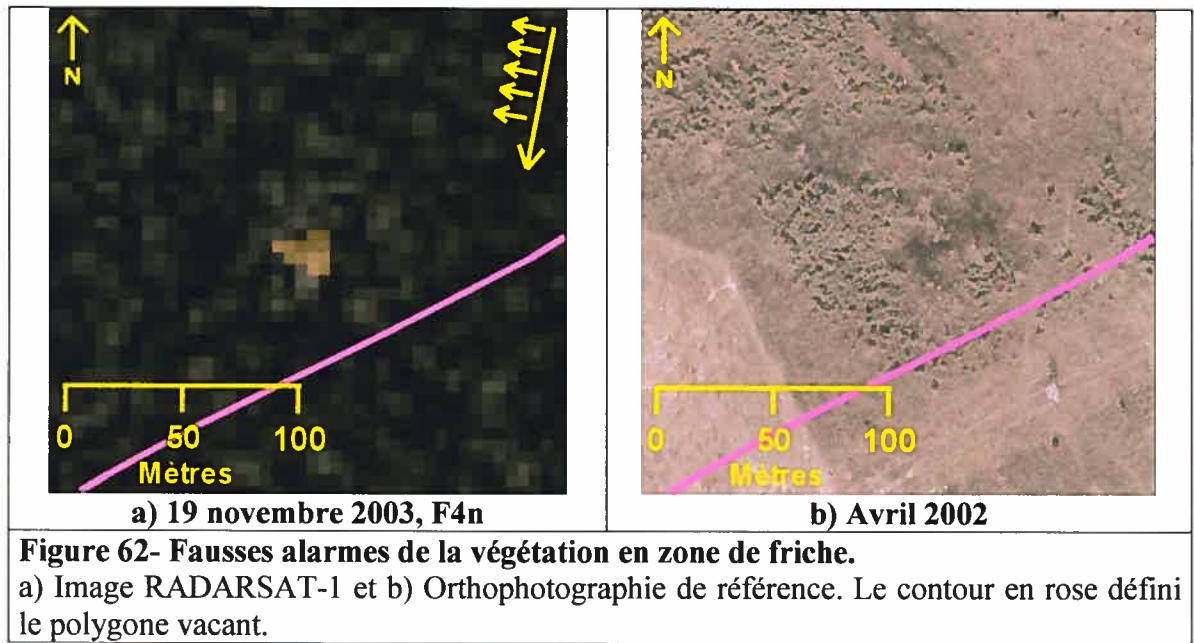 N
0 50 100
Mètres
a) 19 novembre 2003, F4n
N
0 50 100
Mètres
b) Avril 2002
Figure 62- Fausses alarmes de la végétation en zone de friche.
a) Image RADARSAT-1 et b) Orthophotographie de référence. Le contour en rose défini
le polygone vacant.